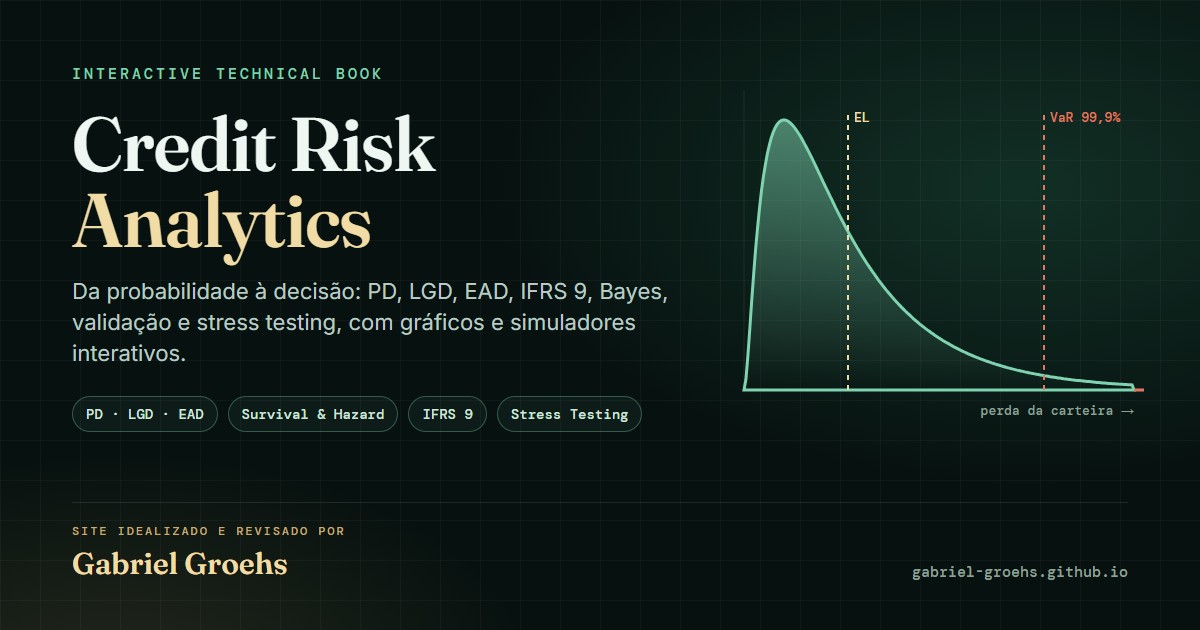 INTERACTIVE TECHNICAL BOOK
Credit Risk
Analytics
Da probabilidade à decisão: PD, LGD, EAD, IFRS 9, Bayes,
validação e stress testing, com gráficos e simuladores
interativos.
PD · LGD · EAD
Survival & Hazard
IFRS 9
Stress Testing
EL
VaR 99,9%
perda da carteira →
SITE IDEALIZADO E REVISADO POR
Gabriel Groehs
gabriel-groehs.github.io